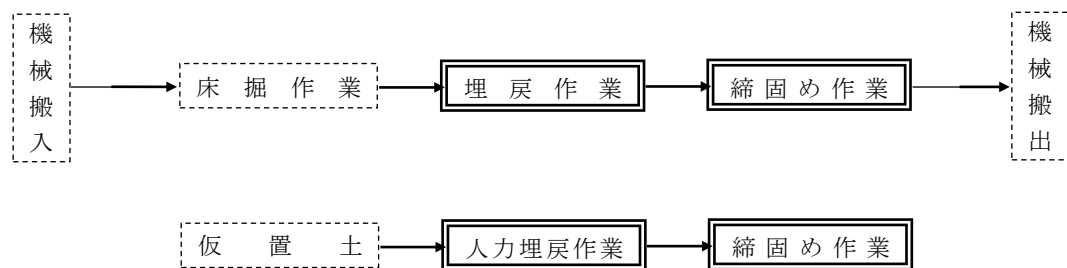 機械搬入
床掘作業
埋戻作業
締固め作業
機械搬出
仮置土
人力埋戻作業
締固め作業